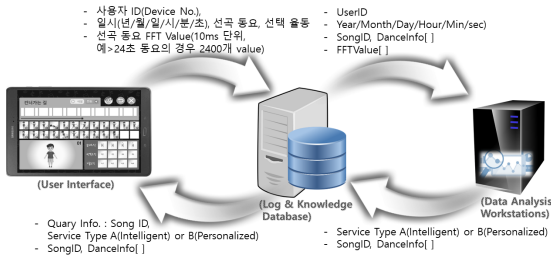 - 사용자 ID(Device No.),
- 일시(년/월/일/시/분/초), 선곡 동요, 선택 율동
- 선곡 동요 FFT Value(10ms 단위,
예>24초 동요의 경우 2400개 value)
- UserID
- Year/Month/Day/Hour/Min/sec)
- SongID, DanceInfo[ ]
- FFTValue[ ]
(User Interface)
(Log & Knowledge
Database)
(Data Analysis
Workstations)
- Quary Info. : Song ID,
Service Type A(Intelligent) or B(Personalized)
- SongID, DanceInfo[ ]
- Service Type A(Intelligent) or B(Personalized)
- SongID, DanceInfo[ ]